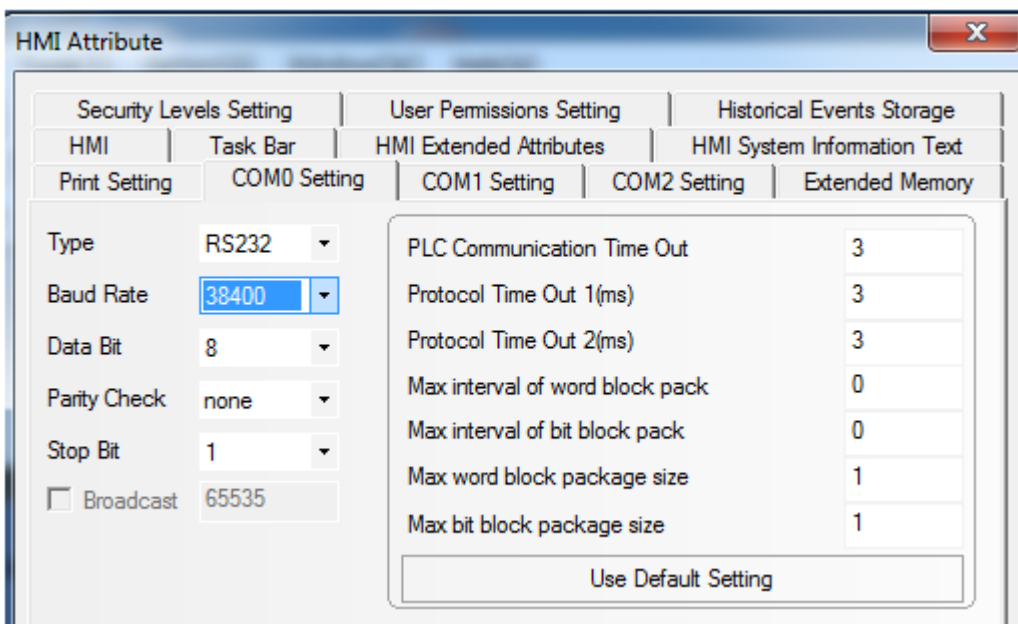 HMI Attribute
Security Levels Setting
User Permissions Setting
Historical Events Storage
HMI
Task Bar
HMI Extended Attributes
HMI System Information Text
Print Setting
COM0 Setting
COM1 Setting
COM2 Setting
Extended Memory
Type RS232
Baud Rate 38400
Data Bit 8
Parity Check none
Stop Bit 1
Broadcast 65535
PLC Communication Time Out 3
Protocol Time Out 1(ms) 3
Protocol Time Out 2(ms) 3
Max interval of word block pack 0
Max interval of bit block pack 0
Max word block package size 1
Max bit block package size 1
Use Default Setting